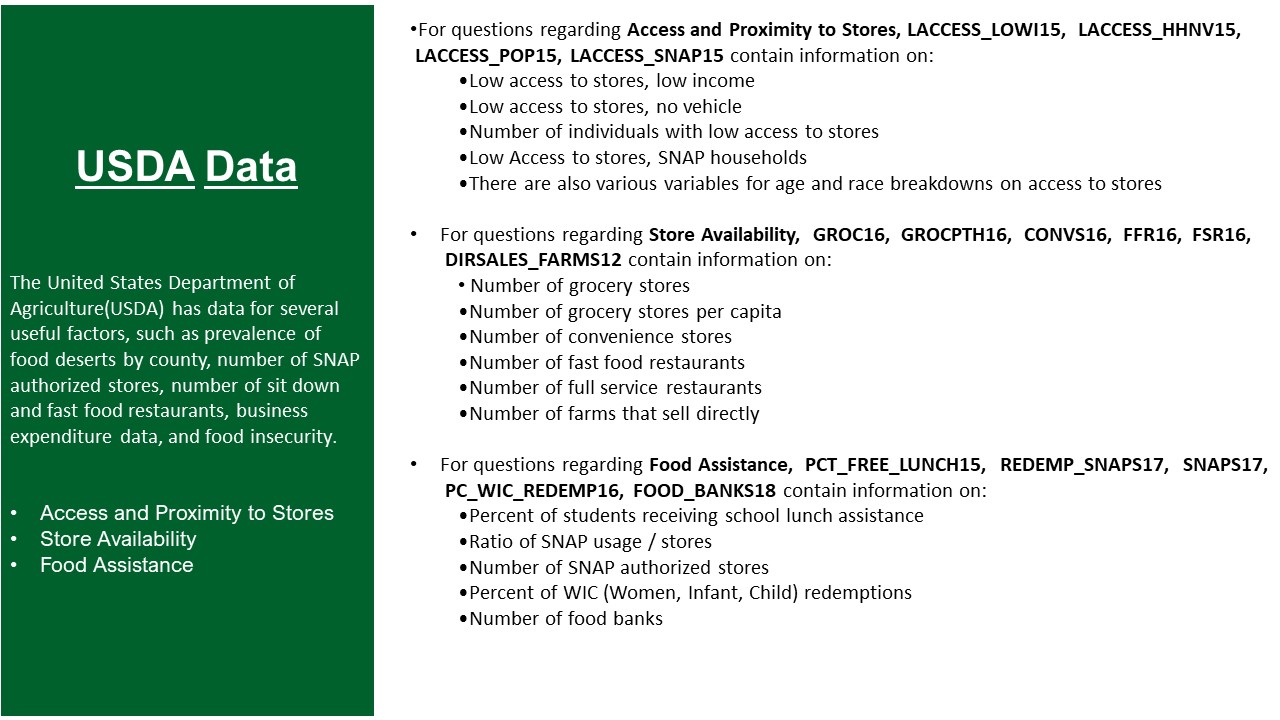 USDA Data
The United States Department of
Agriculture(USDA) has data for several
useful factors, such as prevalence of
food deserts by county, number of SNAP
authorized stores, number of sit down
and fast food restaurants, business
expenditure data, and food insecurity.
• Access and Proximity to Stores
• Store Availability
• Food Assistance
•For questions regarding Access and Proximity to Stores, LACCESS_LOWI15, LACCESS_HHNV15,
LACCESS_POP15, LACCESS_SNAP15 contain information on:
•Low access to stores, low income
•Low access to stores, no vehicle
•Number of individuals with low access to stores
•Low Access to stores, SNAP households
•There are also various variables for age and race breakdowns on access to stores
• For questions regarding Store Availability, GROC16, GROCPTH16, CONVS16, FFR16, FSR16,
DIRSALES_FARMS12 contain information on:
• Number of grocery stores
•Number of grocery stores per capita
•Number of convenience stores
•Number of fast food restaurants
•Number of full service restaurants
•Number of farms that sell directly
• For questions regarding Food Assistance, PCT_FREE_LUNCH15, REDEMP_SNAPS17, SNAPS17,
PC_WIC_REDEMP16, FOOD_BANKS18 contain information on:
•Percent of students receiving school lunch assistance
•Ratio of SNAP usage / stores
•Number of SNAP authorized stores
•Percent of WIC (Women, Infant, Child) redemptions
•Number of food banks